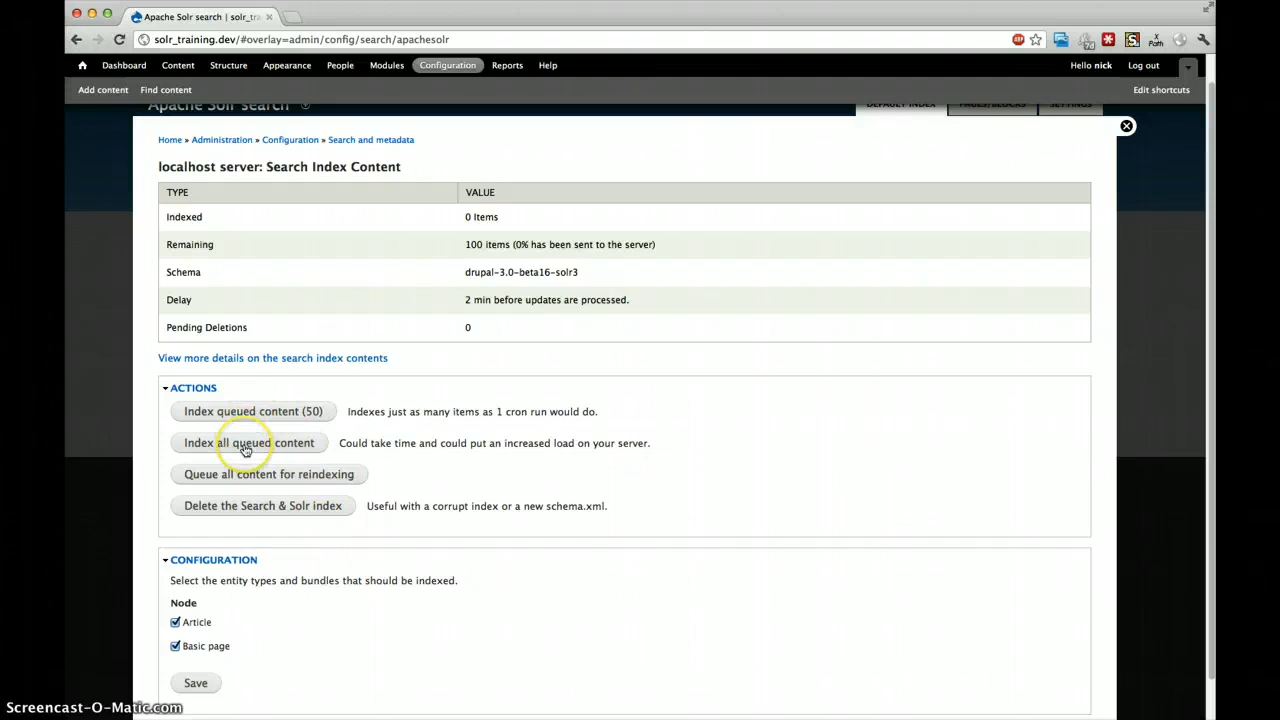 Apache Solr search | solr_tra
solr_training.dev/#overlay=admin/config/search/apachesolr
Dashboard Content Structure Appearance People Modules Configuration Reports Help Hello nick Log out
Add content Find content Edit shortcuts
Apache Solr search DEFAULT INDEX PAGES/BLOCKS SETTINGS
Home » Administration » Configuration » Search and metadata
localhost server: Search Index Content
TYPE VALUE
Indexed 0 Items
Remaining 100 items (0% has been sent to the server)
Schema drupal-3.0-beta16-solr3
Delay 2 min before updates are processed.
Pending Deletions 0
View more details on the search index contents
ACTIONS
Index queued content (50) Indexes just as many items as 1 cron run would do.
Index all queued content Could take time and could put an increased load on your server.
Queue all content for reindexing
Delete the Search & Solr index Useful with a corrupt index or a new schema.xml.
CONFIGURATION
Select the entity types and bundles that should be indexed.
Node
Article
Basic page
Save
Screencast-O-Matic.com